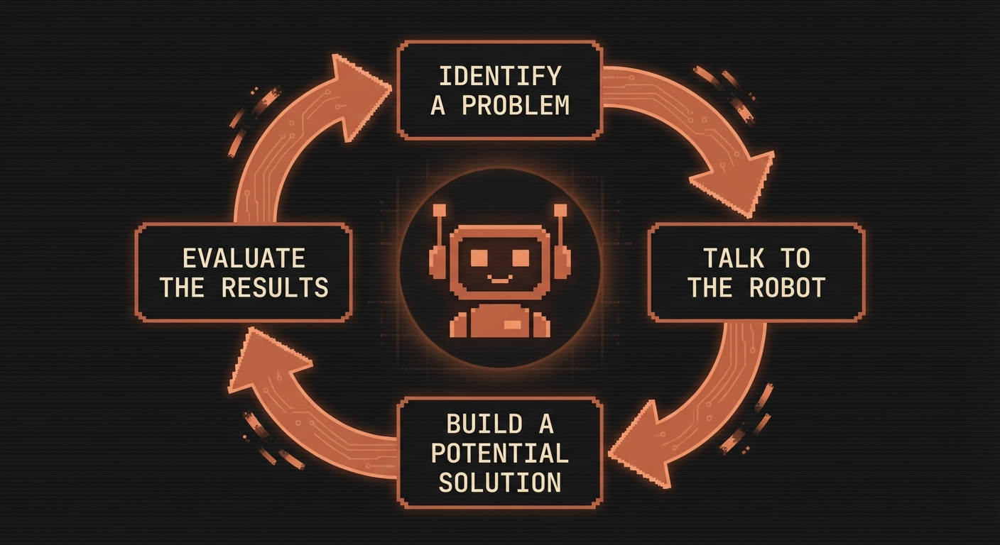 IDENTIFY
A PROBLEM
TALK TO
THE ROBOT
BUILD A
POTENTIAL
SOLUTION
EVALUATE
THE RESULTS